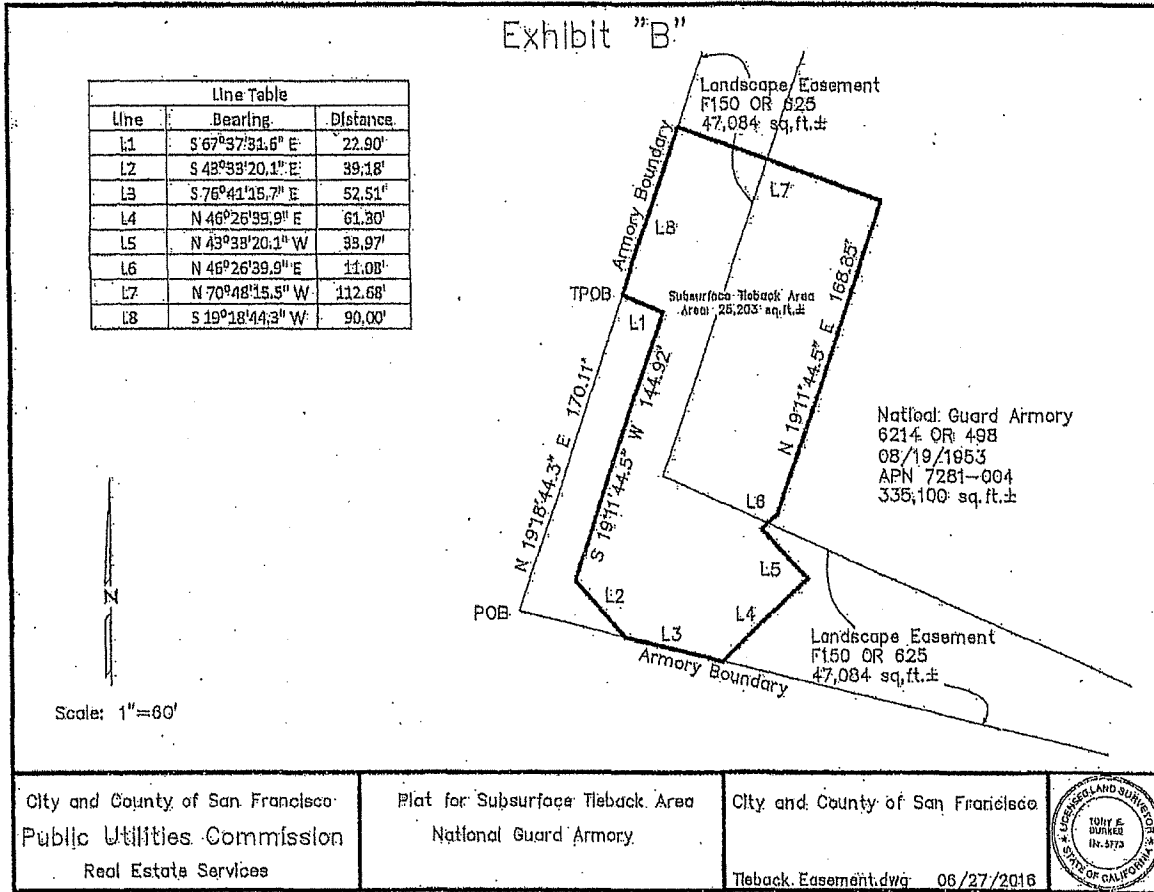 Exhibit "B"
Line Table
Line Bearing Distance
L1 S 67°37'31.6" E 22.90'
L2 S 43°33'20.1" E 39.18'
L3 S 76°41'15.7" E 52.51'
L4 N 46°26'39.9" E 61.30'
L5 N 43°33'20.1" W 33.97'
L6 N 46°26'39.9" E 11.08'
L7 N 70°48'15.5" W 112.68'
L8 S 19°18'44.3" W 90.00'
Landscape Easement
F150 OR 625
47,084 sq.ft.±
Armory Boundary
L7
L8
TPOB
L1
Subsurface Tieback Area
Area: 25,203 sq.ft.±
N 19°11'44.5" E 168.85'
N 19°18'44.3" E 170.11'
S 19°11'44.5" W 144.92'
National Guard Armory
6214 OR 498
08/19/1953
APN 7281-004
335,100 sq.ft.±
L6
L5
L2
L4
POB
L3
Armory Boundary
Landscape Easement
F150 OR 625
47,084 sq.ft.±
N
Scale: 1"=60'
City and County of San Francisco
Public Utilities Commission
Real Estate Services
Plat for Subsurface Tieback Area
National Guard Armory
City and County of San Francisco
Tieback Easement.dwg 06/27/2016
LICENSED LAND SURVEYOR
STATE OF CALIFORNIA